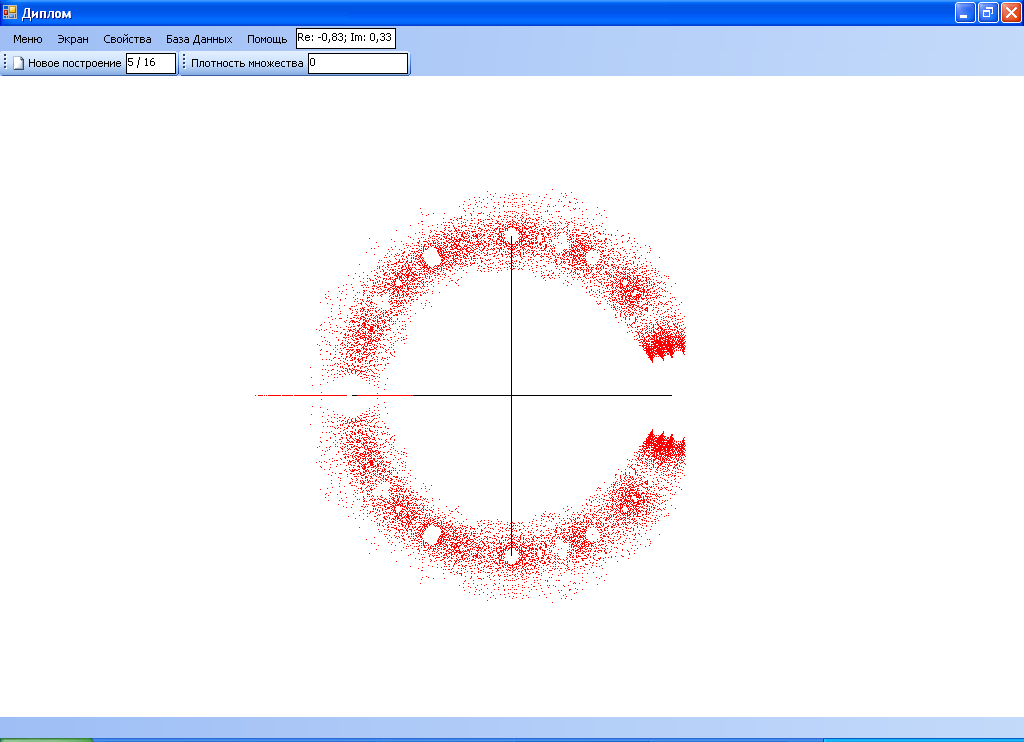 Диплом
Меню Экран Свойства База Данных Помощь Re: -0,83; Im: 0,33
Новое построение 5 / 16 Плотность множества 0